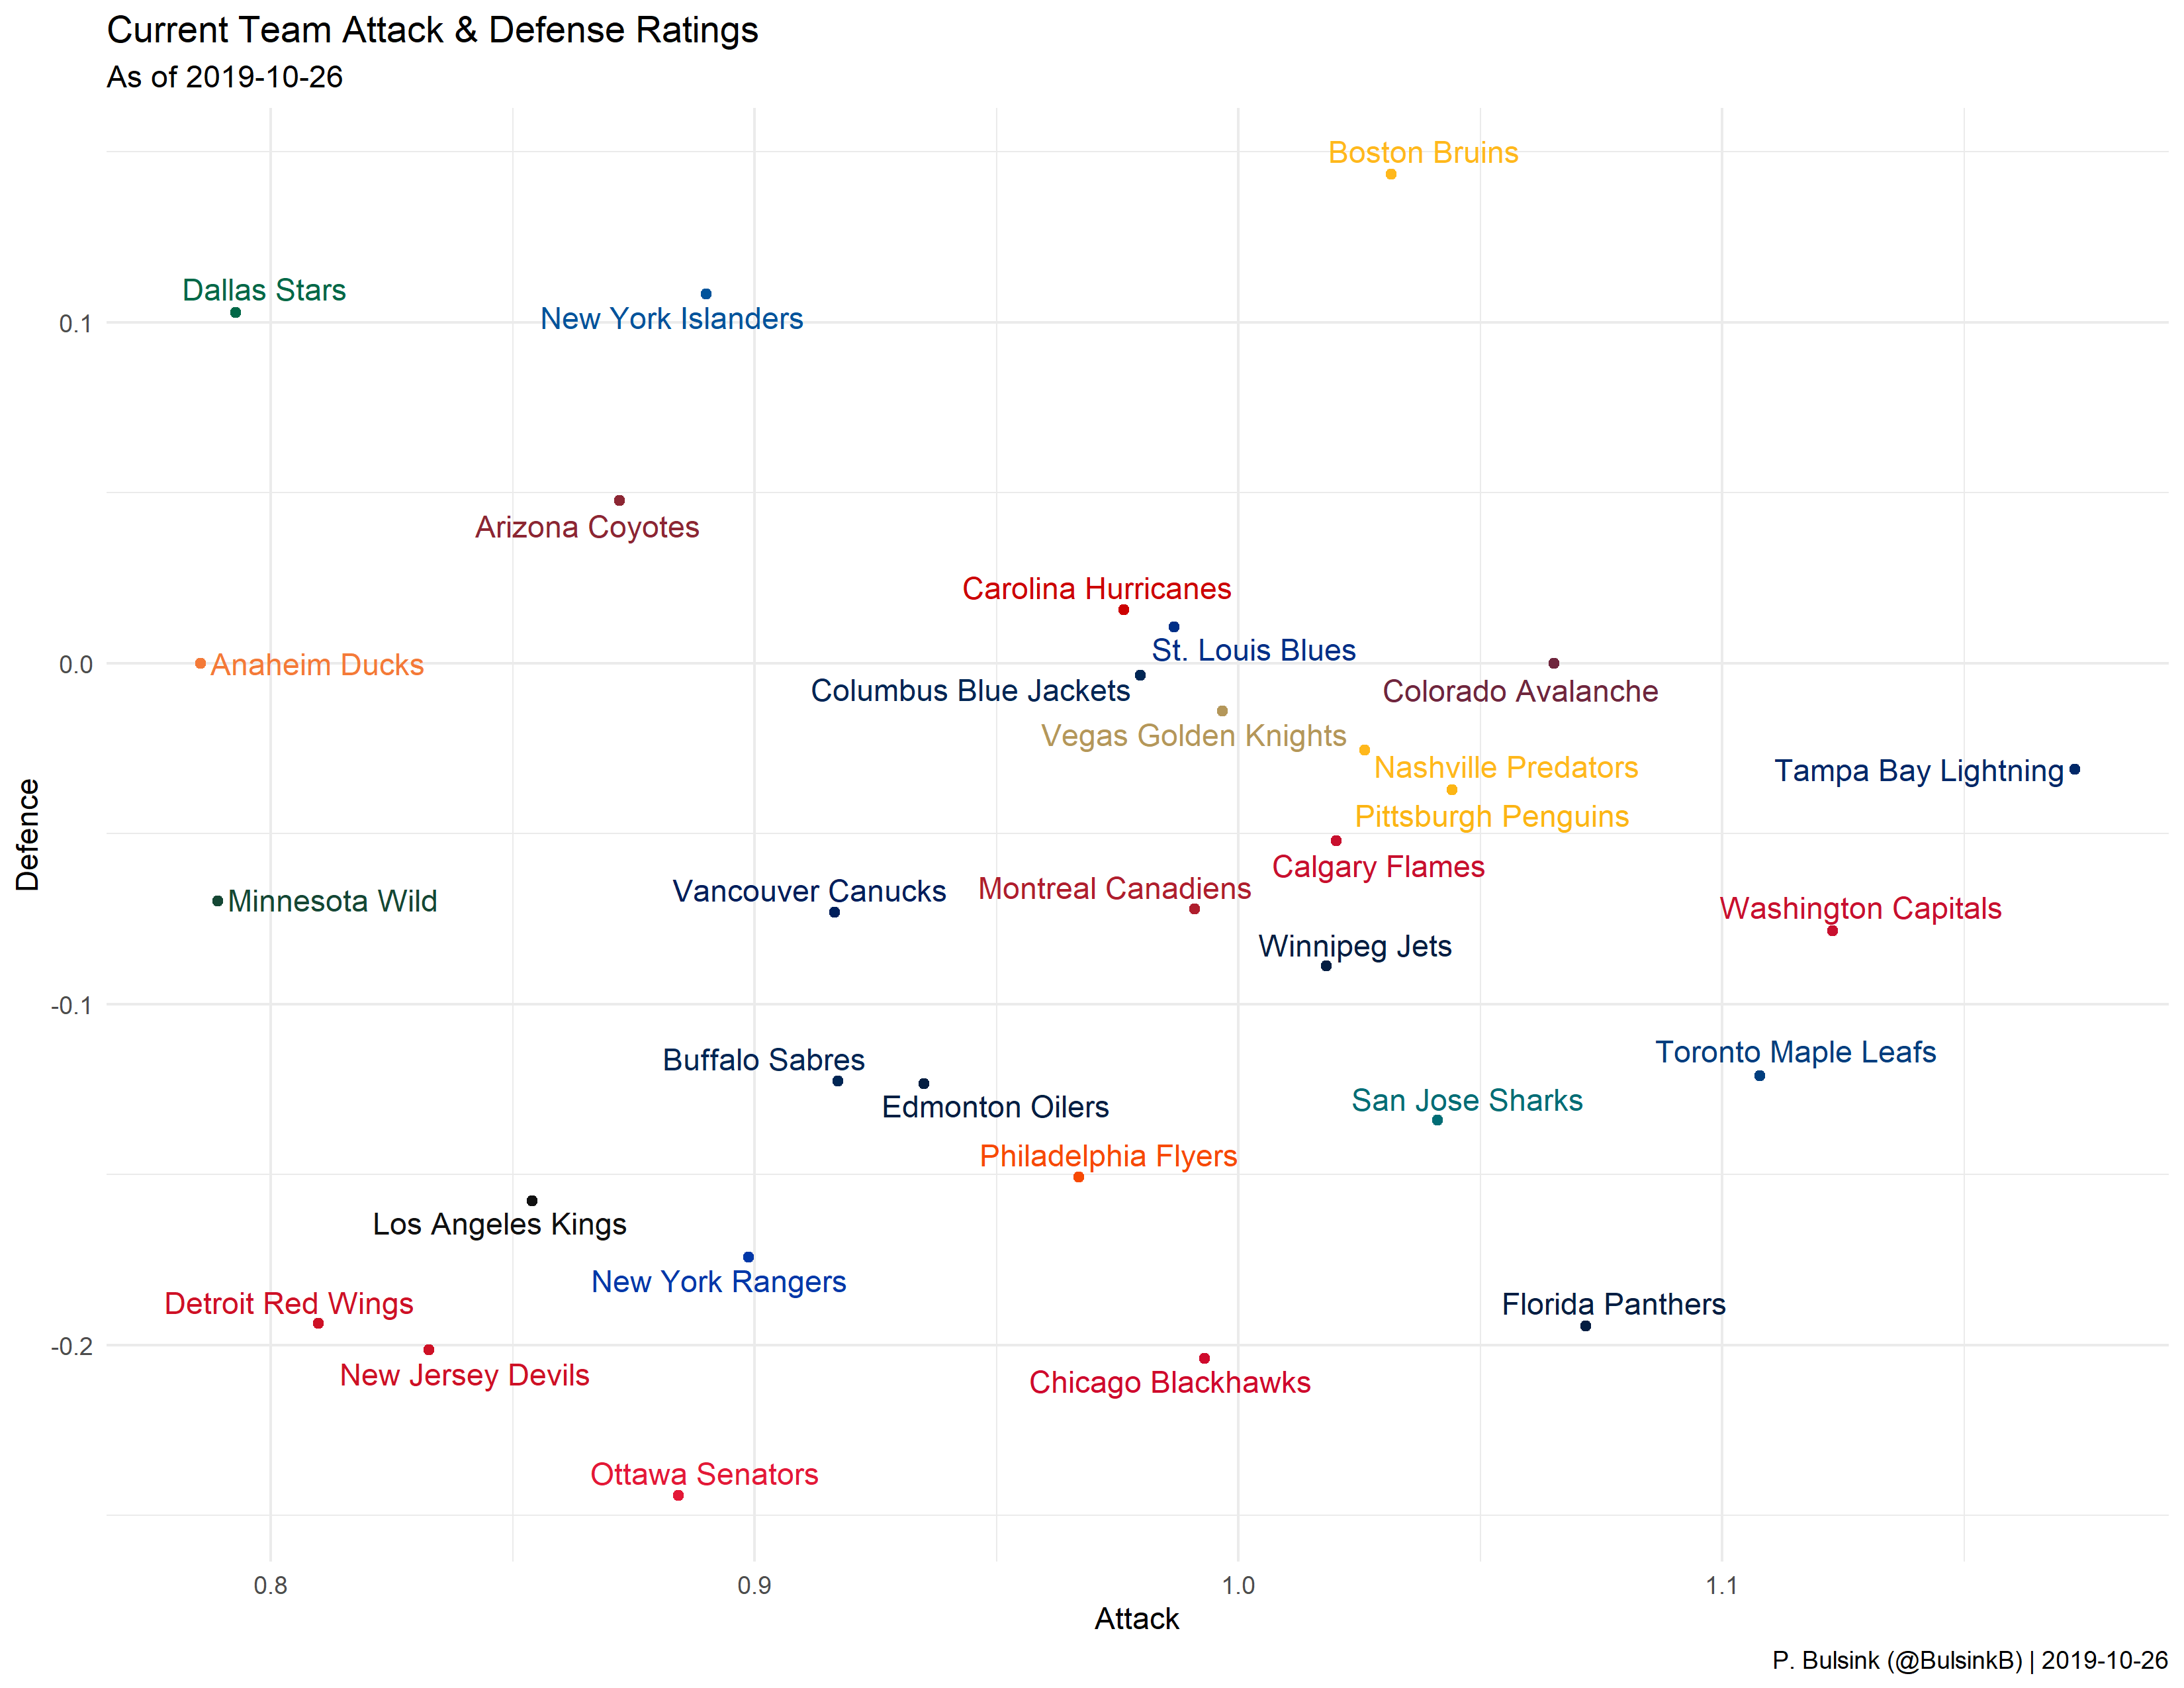 Current Team Attack & Defense Ratings
As of 2019-10-26
Boston Bruins
Dallas Stars
New York Islanders
0.1
Arizona Coyotes
Carolina Hurricanes
St. Louis Blues
0.0
Anaheim Ducks
Columbus Blue Jackets
Colorado Avalanche
Vegas Golden Knights
Nashville Predators
Tampa Bay Lightning
Pittsburgh Penguins
Defence
Calgary Flames
Vancouver Canucks
Montreal Canadiens
Minnesota Wild
Washington Capitals
Winnipeg Jets
-0.1
Toronto Maple Leafs
Buffalo Sabres
San Jose Sharks
Edmonton Oilers
Philadelphia Flyers
Los Angeles Kings
New York Rangers
Detroit Red Wings
Florida Panthers
-0.2
New Jersey Devils
Chicago Blackhawks
Ottawa Senators
0.8
0.9
1.0
1.1
Attack
P. Bulsink (@BulsinkB) | 2019-10-26